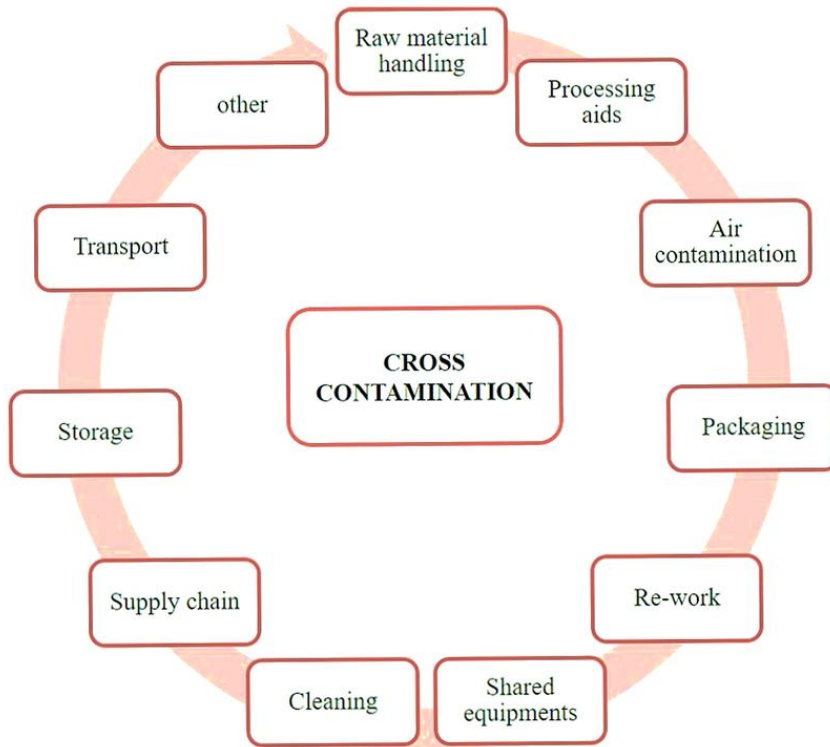 Raw material
handling
Processing
aids
Air
contamination
Packaging
Re-work
Shared
equipments
Cleaning
Supply chain
Storage
Transport
other
CROSS
CONTAMINATION